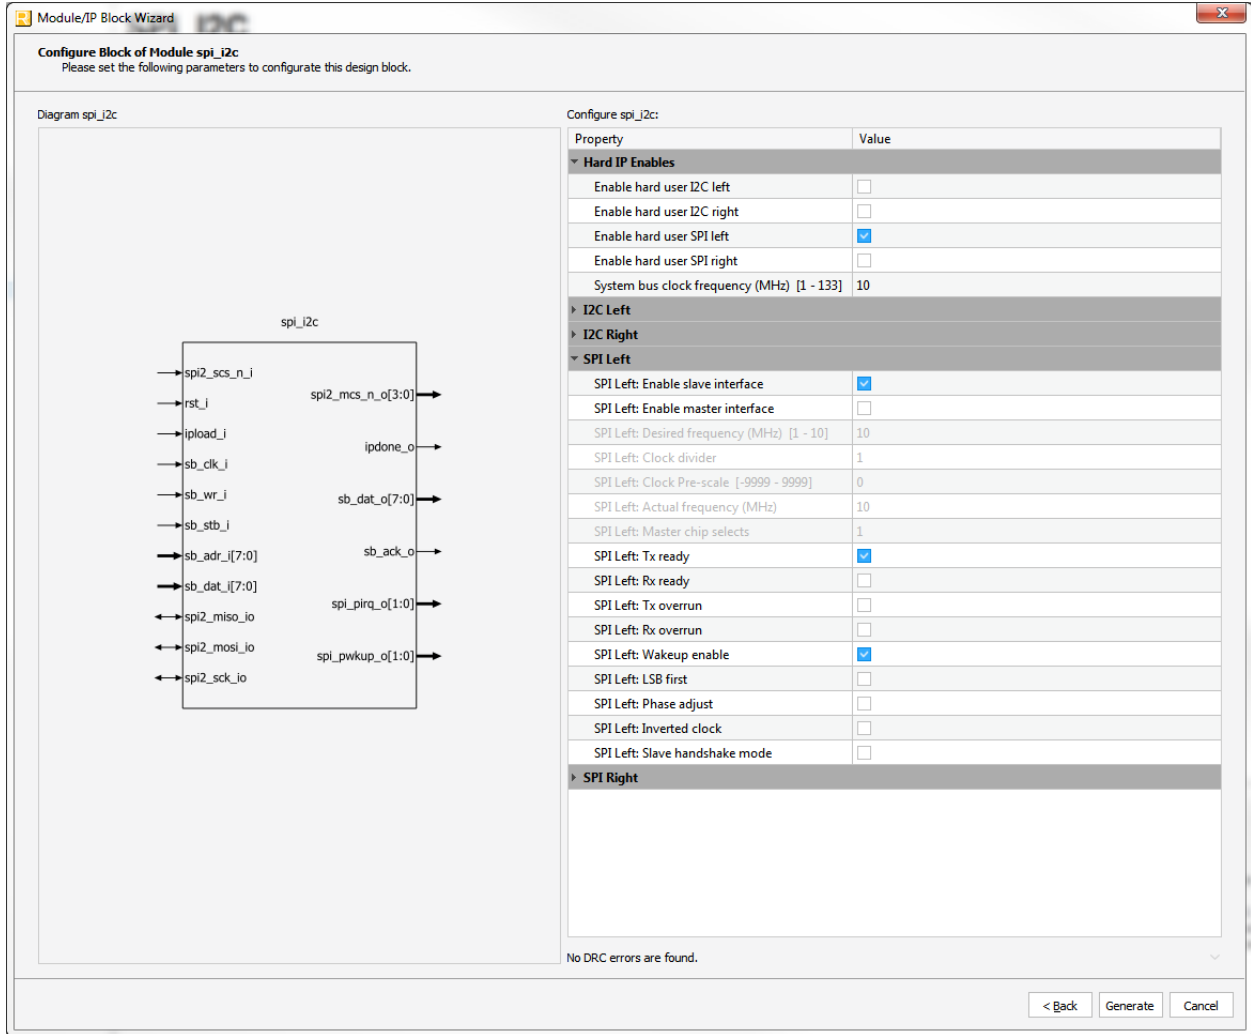 Module/IP Block Wizard
SPI_I2C
Configure Block of Module spi_i2c
Please set the following parameters to configurate this design block.
Diagram spi_i2c
spi_i2c
spi2_scs_n_i
rst_i
ipload_i
sb_clk_i
sb_wr_i
sb_stb_i
sb_adr_i[7:0]
sb_dat_i[7:0]
spi2_miso_io
spi2_mosi_io
spi2_sck_io
spi2_mcs_n_o[3:0]
ipdone_o
sb_dat_o[7:0]
sb_ack_o
spi_pirq_o[1:0]
spi_pwkup_o[1:0]
Configure spi_i2c:
Property Value
Hard IP Enables
Enable hard user I2C left
Enable hard user I2C right
Enable hard user SPI left
Enable hard user SPI right
System bus clock frequency (MHz) [1 - 133] 10
I2C Left
I2C Right
SPI Left
SPI Left: Enable slave interface
SPI Left: Enable master interface
SPI Left: Desired frequency (MHz) [1 - 10] 10
SPI Left: Clock divider 1
SPI Left: Clock Pre-scale [-9999 - 9999] 0
SPI Left: Actual frequency (MHz) 10
SPI Left: Master chip selects 1
SPI Left: Tx ready
SPI Left: Rx ready
SPI Left: Tx overrun
SPI Left: Rx overrun
SPI Left: Wakeup enable
SPI Left: LSB first
SPI Left: Phase adjust
SPI Left: Inverted clock
SPI Left: Slave handshake mode
SPI Right
No DRC errors are found.
< Back Generate Cancel